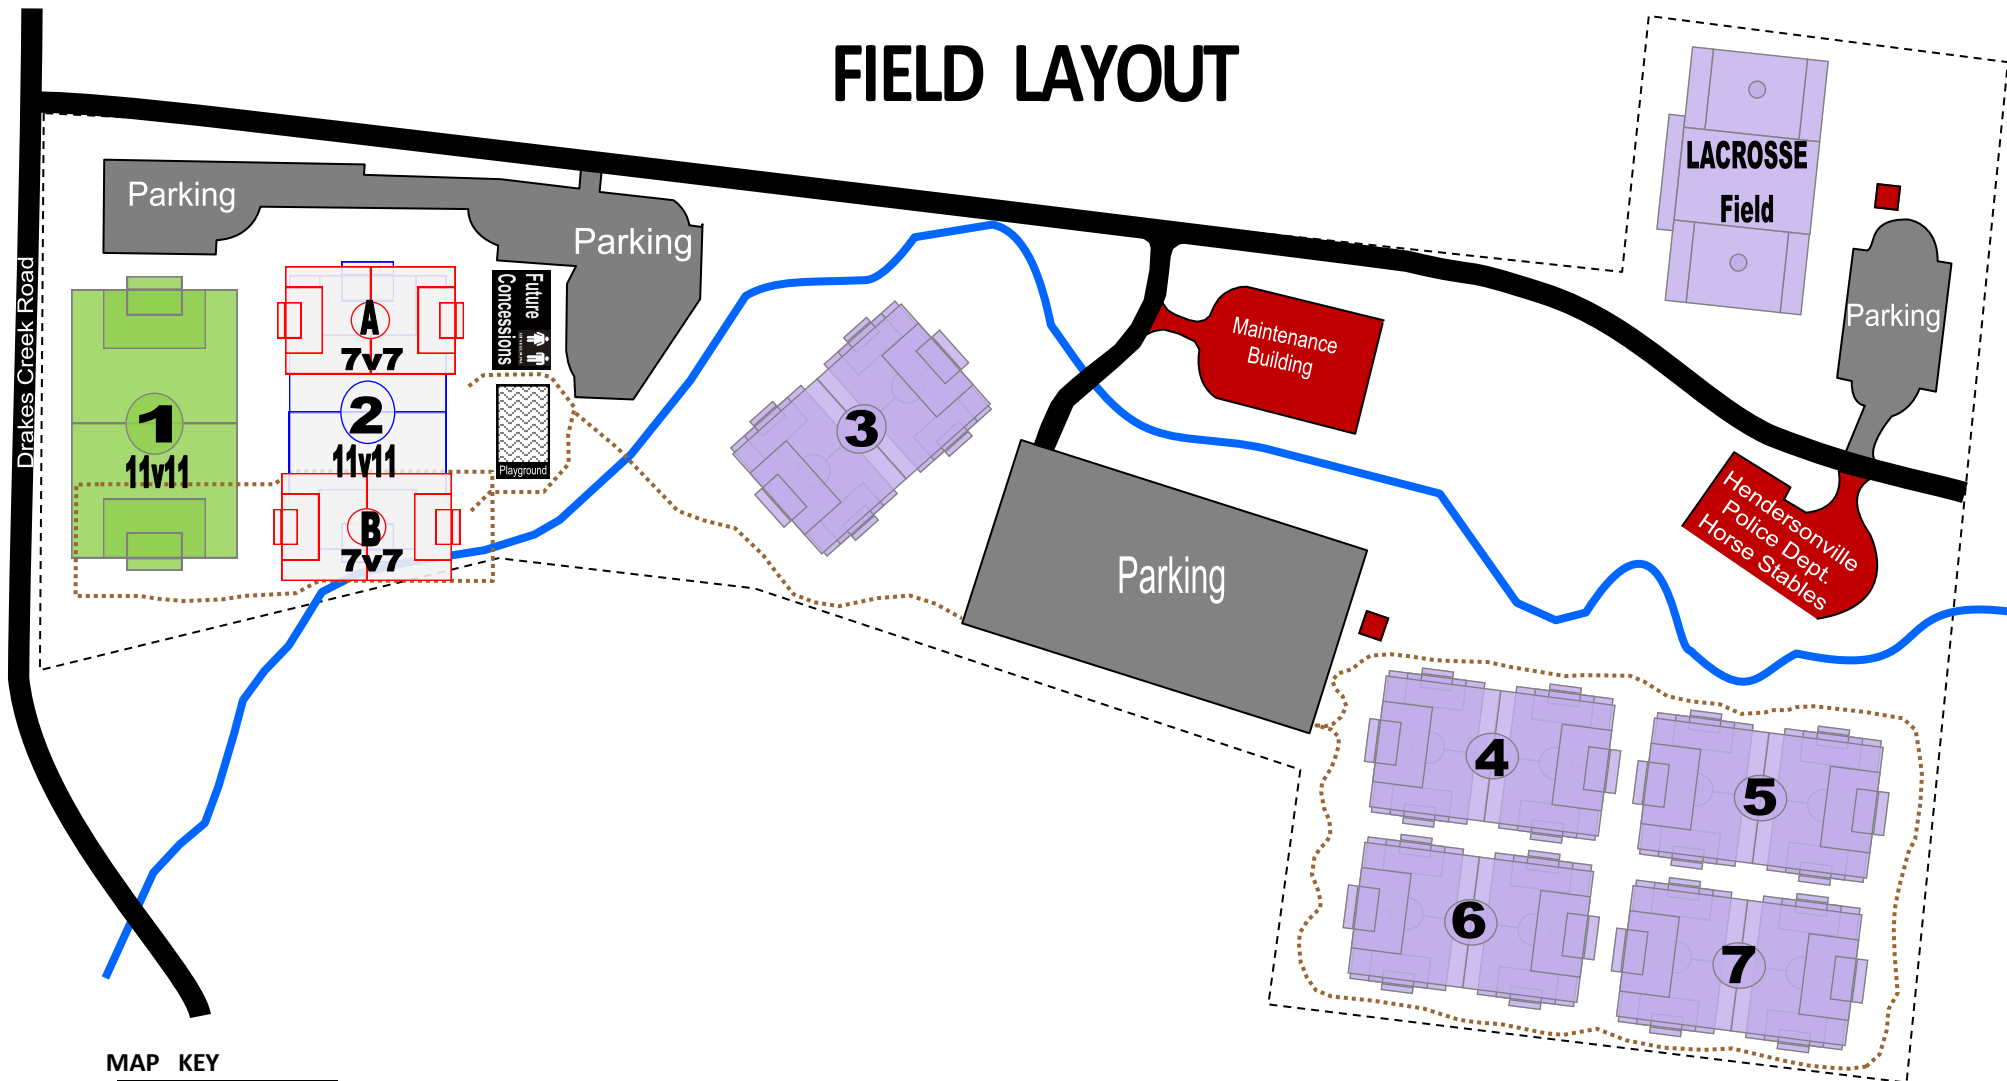 FIELD LAYOUT
Drakes Creek Road
Parking
Parking
LACROSSE
Field
Parking
A
7v7
Future
Concessions
Maintenance
Building
1
11v11
2
11v11
Playground
3
B
7v7
Parking
Hendersonville
Police Dept.
Horse Stables
4
5
6
7
MAP KEY